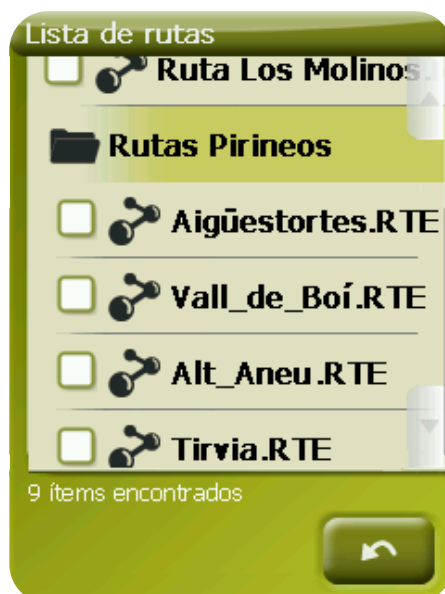 Lista de rutas
Ruta Los Molinos.
Rutas Pirineos
Aigüestortes.RTE
Vall_de_Boí.RTE
Alt_Aneu.RTE
Tirvia.RTE
9 ítems encontrados